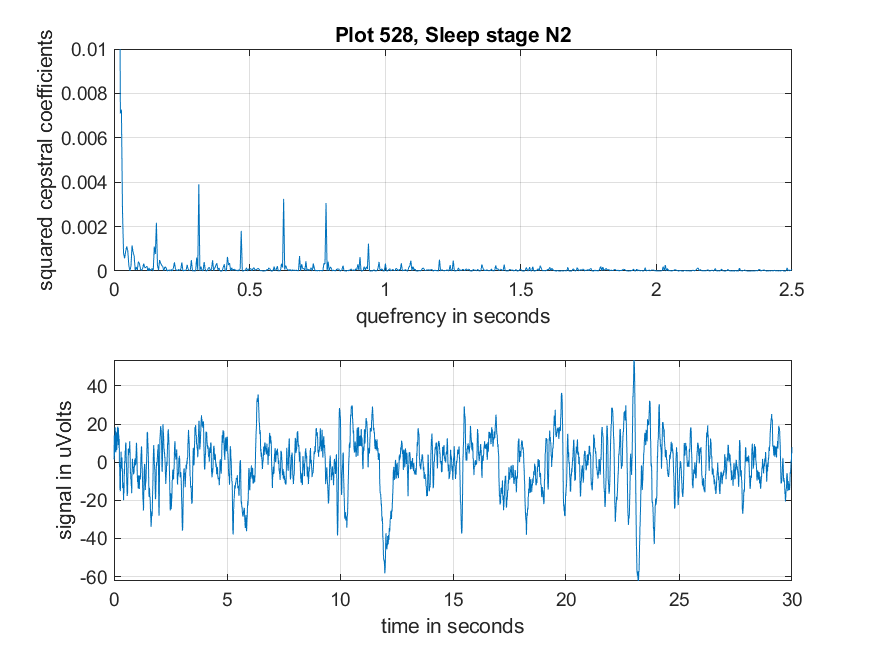 Plot 528, Sleep stage N2
squared cepstral coefficients
0.01
0.008
0.006
0.004
0.002
0
0 0.5 1 1.5 2 2.5
quefrency in seconds
signal in uVolts
40
20
0
-20
-40
-60
0 5 10 15 20 25 30
time in seconds